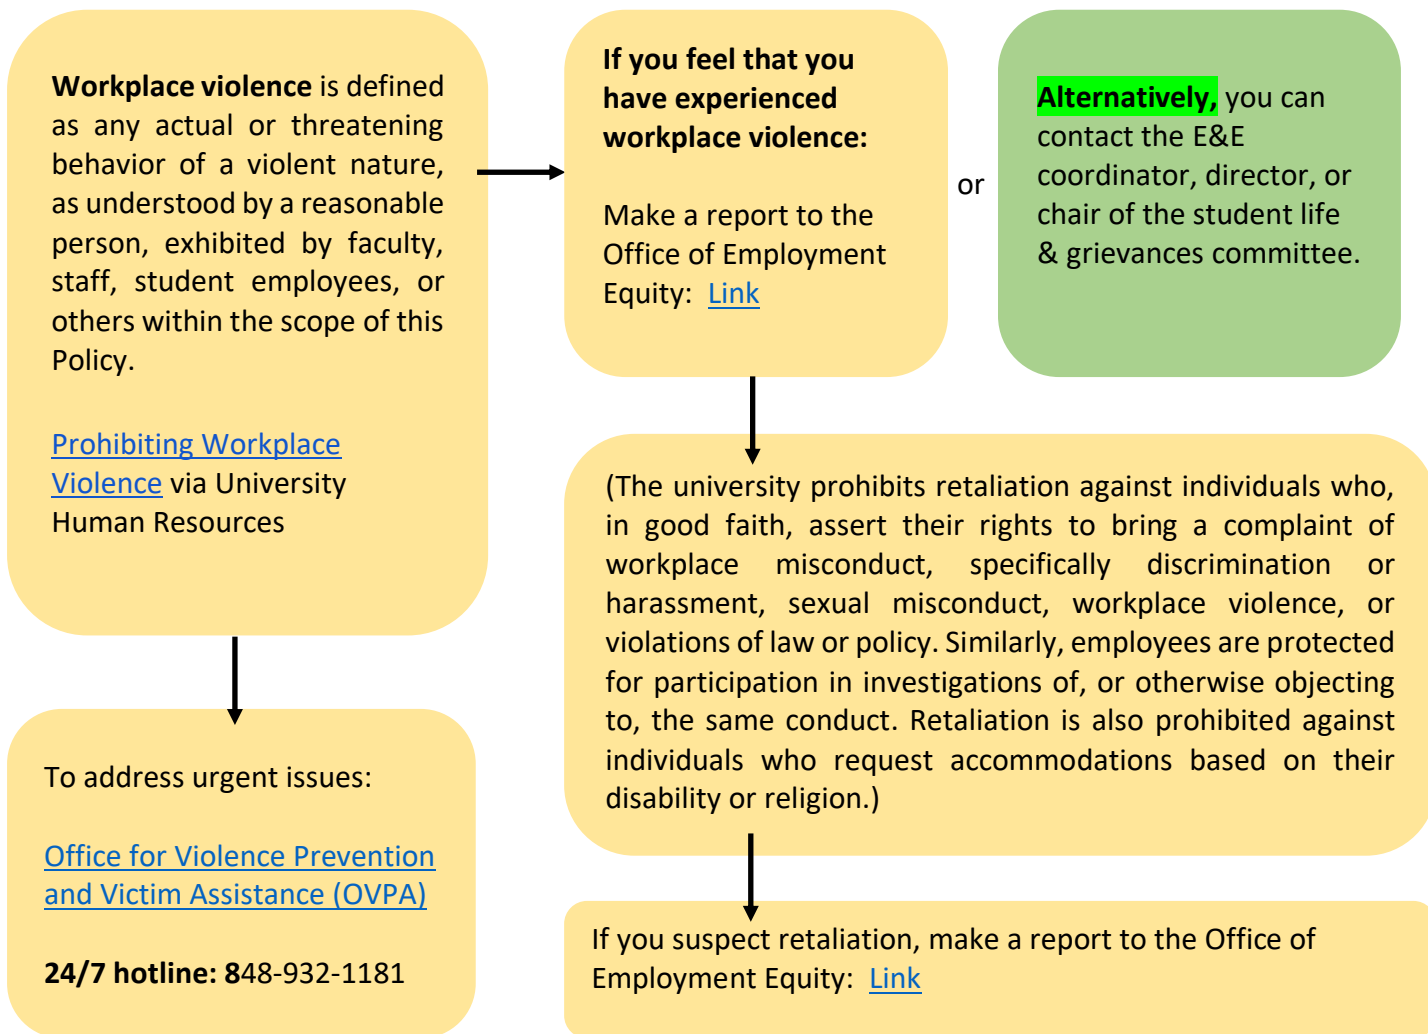 Workplace violence is defined
as any actual or threatening
behavior of a violent nature,
as understood by a reasonable
person, exhibited by faculty,
staff, student employees, or
others within the scope of this
Policy.
Prohibiting Workplace
Violence via University
Human Resources
If you feel that you
have experienced
workplace violence:
Make a report to the
Office of Employment
Equity: Link
or
Alternatively, you can
contact the E&E
coordinator, director, or
chair of the student life
& grievances committee.
(The university prohibits retaliation against individuals who,
in good faith, assert their rights to bring a complaint of
workplace misconduct, specifically discrimination or
harassment, sexual misconduct, workplace violence, or
violations of law or policy. Similarly, employees are protected
for participation in investigations of, or otherwise objecting
to, the same conduct. Retaliation is also prohibited against
individuals who request accommodations based on their
disability or religion.)
To address urgent issues:
Office for Violence Prevention
and Victim Assistance (OVPA)
24/7 hotline: 848-932-1181
If you suspect retaliation, make a report to the Office of
Employment Equity: Link